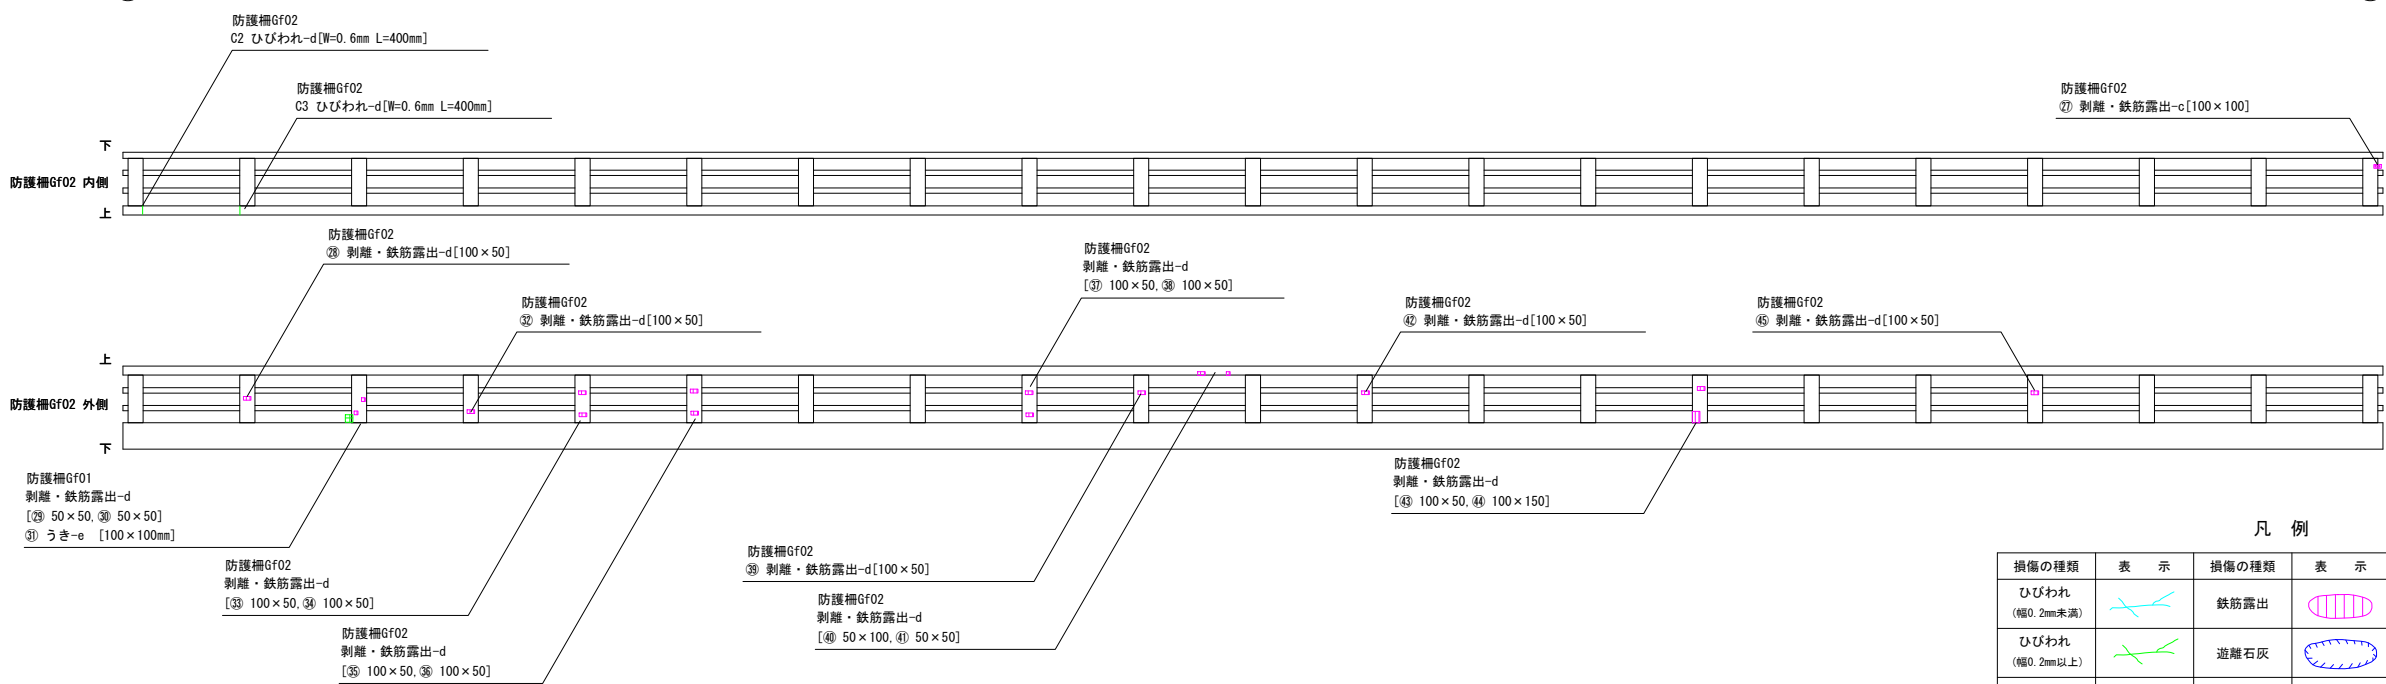 防護柵Gf02
C2 ひびわれ-d[W=0.6mm L=400mm]
防護柵Gf02
C3 ひびわれ-d[W=0.6mm L=400mm]
防護柵Gf02
㉗ 剥離・鉄筋露出-c[100×100]
下
防護柵Gf02 内側
上
防護柵Gf02
㉘ 剥離・鉄筋露出-d[100×50]
防護柵Gf02
剥離・鉄筋露出-d
[㊲ 100×50,㊳ 100×50]
防護柵Gf02
㉜ 剥離・鉄筋露出-d[100×50]
防護柵Gf02
㊷ 剥離・鉄筋露出-d[100×50]
防護柵Gf02
㊺ 剥離・鉄筋露出-d[100×50]
上
防護柵Gf02 外側
下
防護柵Gf01
剥離・鉄筋露出-d
[㉙ 50×50,㉚ 50×50]
㉛ うき-e [100×100mm]
防護柵Gf02
剥離・鉄筋露出-d
[㊸ 100×50,㊹ 100×150]
防護柵Gf02
剥離・鉄筋露出-d
[㉝ 100×50,㉞ 100×50]
防護柵Gf02
㊴ 剥離・鉄筋露出-d[100×50]
防護柵Gf02
剥離・鉄筋露出-d
[㊵ 50×100,㊶ 50×50]
防護柵Gf02
剥離・鉄筋露出-d
[㉟ 100×50,㊱ 100×50]
凡 例
損傷の種類 表 示 損傷の種類 表 示
ひびわれ
(幅0.2mm未満)
鉄筋露出
ひびわれ
(幅0.2mm以上)
遊離石灰